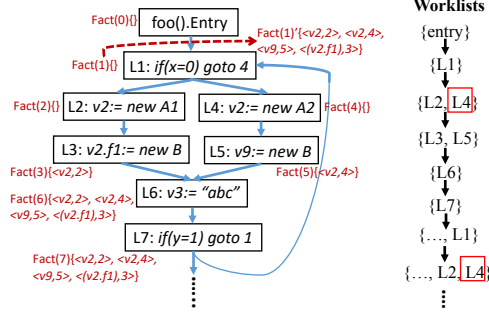 Worklists
Fact(0){}
foo().Entry
Fact(1)'{<v2,2>, <v2,4>,
<v9,5>, <(v2.f1),3>}
{entry}
Fact(1){}
L1: if(x=0) goto 4
{L1}
Fact(2){}
L2: v2:= new A1
L4: v2:= new A2
Fact(4){}
{L2, L4}
L3: v2.f1:= new B
L5: v9:= new B
{L3, L5}
Fact(3){<v2,2>}
Fact(5){<v2,4>}
Fact(6){<v2,2>, <v2,4>,
<v9,5>, <(v2.f1),3>}
L6: v3:= “abc”
{L6}
L7: if(y=1) goto 1
{L7}
Fact(7){<v2,2>, <v2,4>,
<v9,5>, <(v2.f1),3>}
{..., L1}
{..., L2, L4}